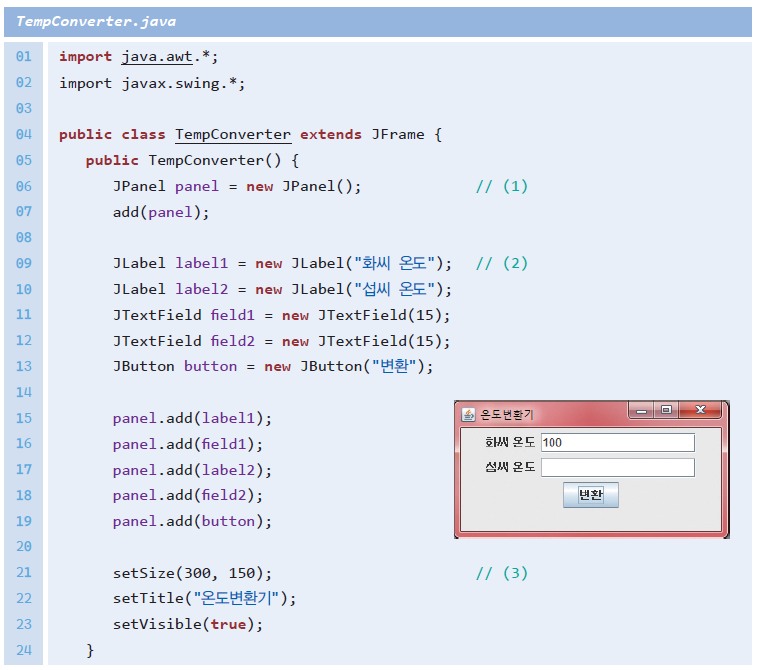 TempConverter.java
01 import java.awt.*;
02 import javax.swing.*;
03
04 public class TempConverter extends JFrame {
05 public TempConverter() {
06 JPanel panel = new JPanel(); // (1)
07 add(panel);
08
09 JLabel label1 = new JLabel("화씨 온도"); // (2)
10 JLabel label2 = new JLabel("섭씨 온도");
11 JTextField field1 = new JTextField(15);
12 JTextField field2 = new JTextField(15);
13 JButton button = new JButton("변환");
14
15 panel.add(label1);
16 panel.add(field1);
17 panel.add(label2);
18 panel.add(field2);
19 panel.add(button);
20
21 setSize(300, 150); // (3)
22 setTitle("온도변환기");
23 setVisible(true);
24 }
온도변환기
화씨 온도 100
섭씨 온도
변환